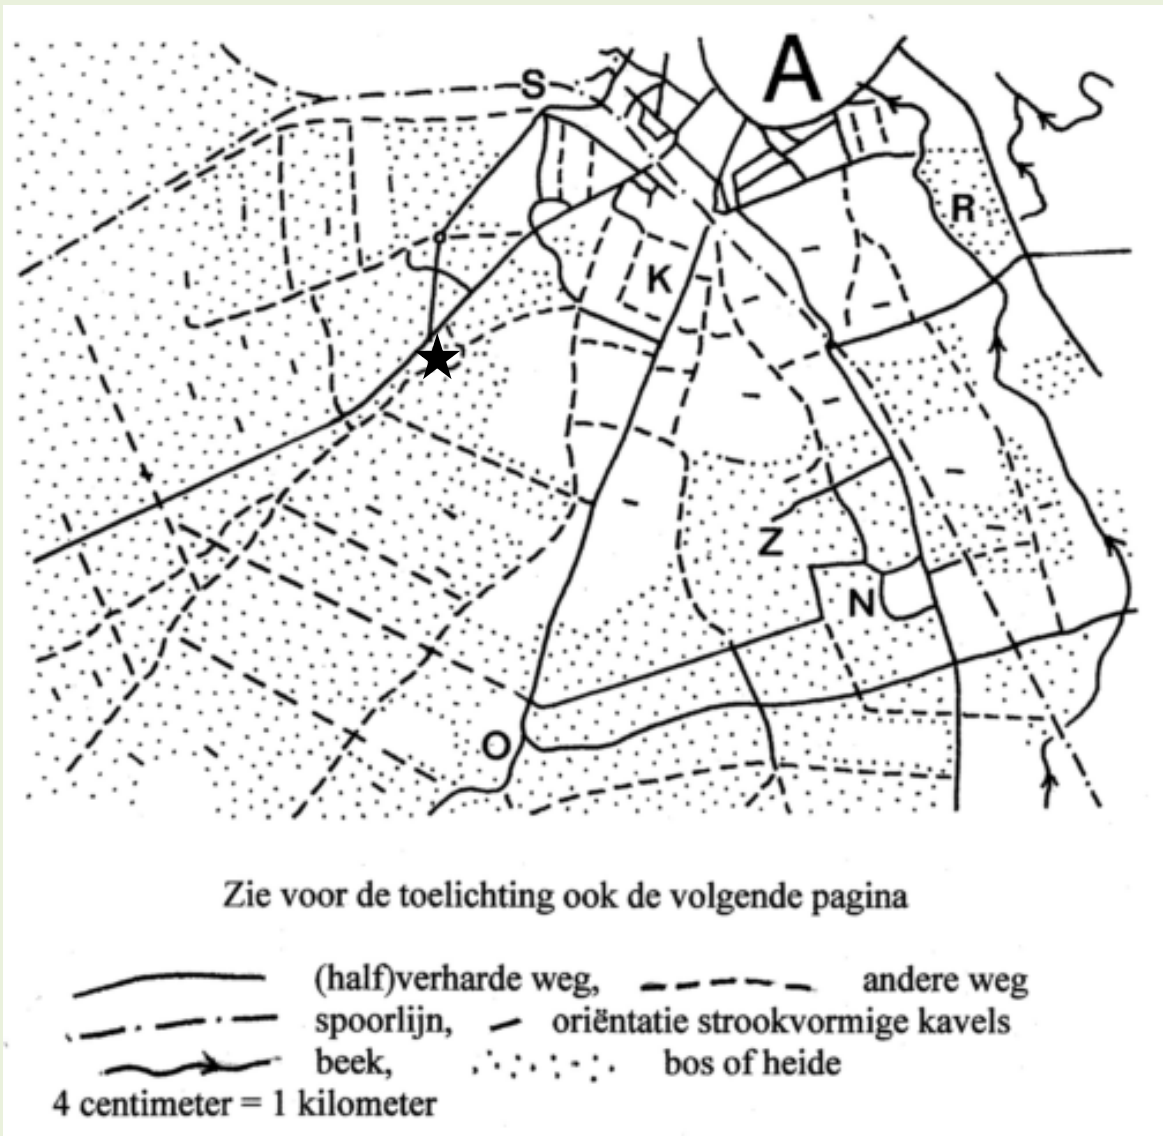 A
S
R
K
Z
N
O
Zie voor de toelichting ook de volgende pagina
(half)verharde weg, andere weg
spoorlijn, oriëntatie strookvormige kavels
beek, bos of heide
4 centimeter = 1 kilometer